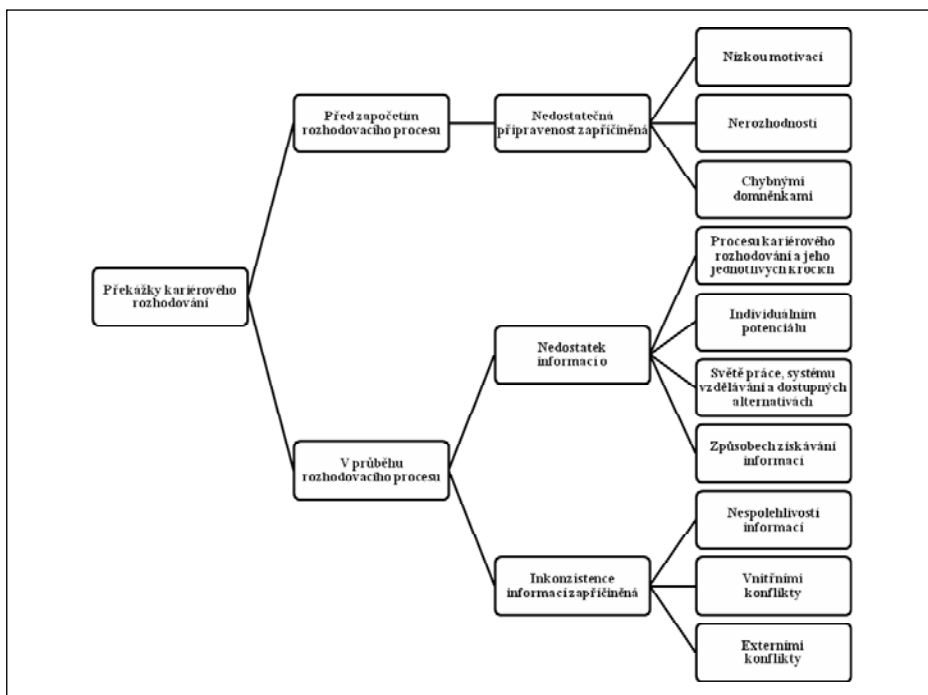 Překážky kariérového
rozhodování
Před započetím
rozhodovacího procesu
Nedostatečná
připravenost zapříčiněná
Nízkou motivací
Nerozhodností
Chybnými
domněnkami
V průběhu
rozhodovacího procesu
Nedostatek
informací o
Procesu kariérového
rozhodování a jeho
jednotlivých krocích
Individuálním
potenciálu
Světě práce, systému
vzdělávání a dostupných
alternativách
Způsobech získávání
informací
Inkonzistence
informací zapříčiněná
Nespolehlivostí
informací
Vnitřními
konflikty
Externími
konflikty